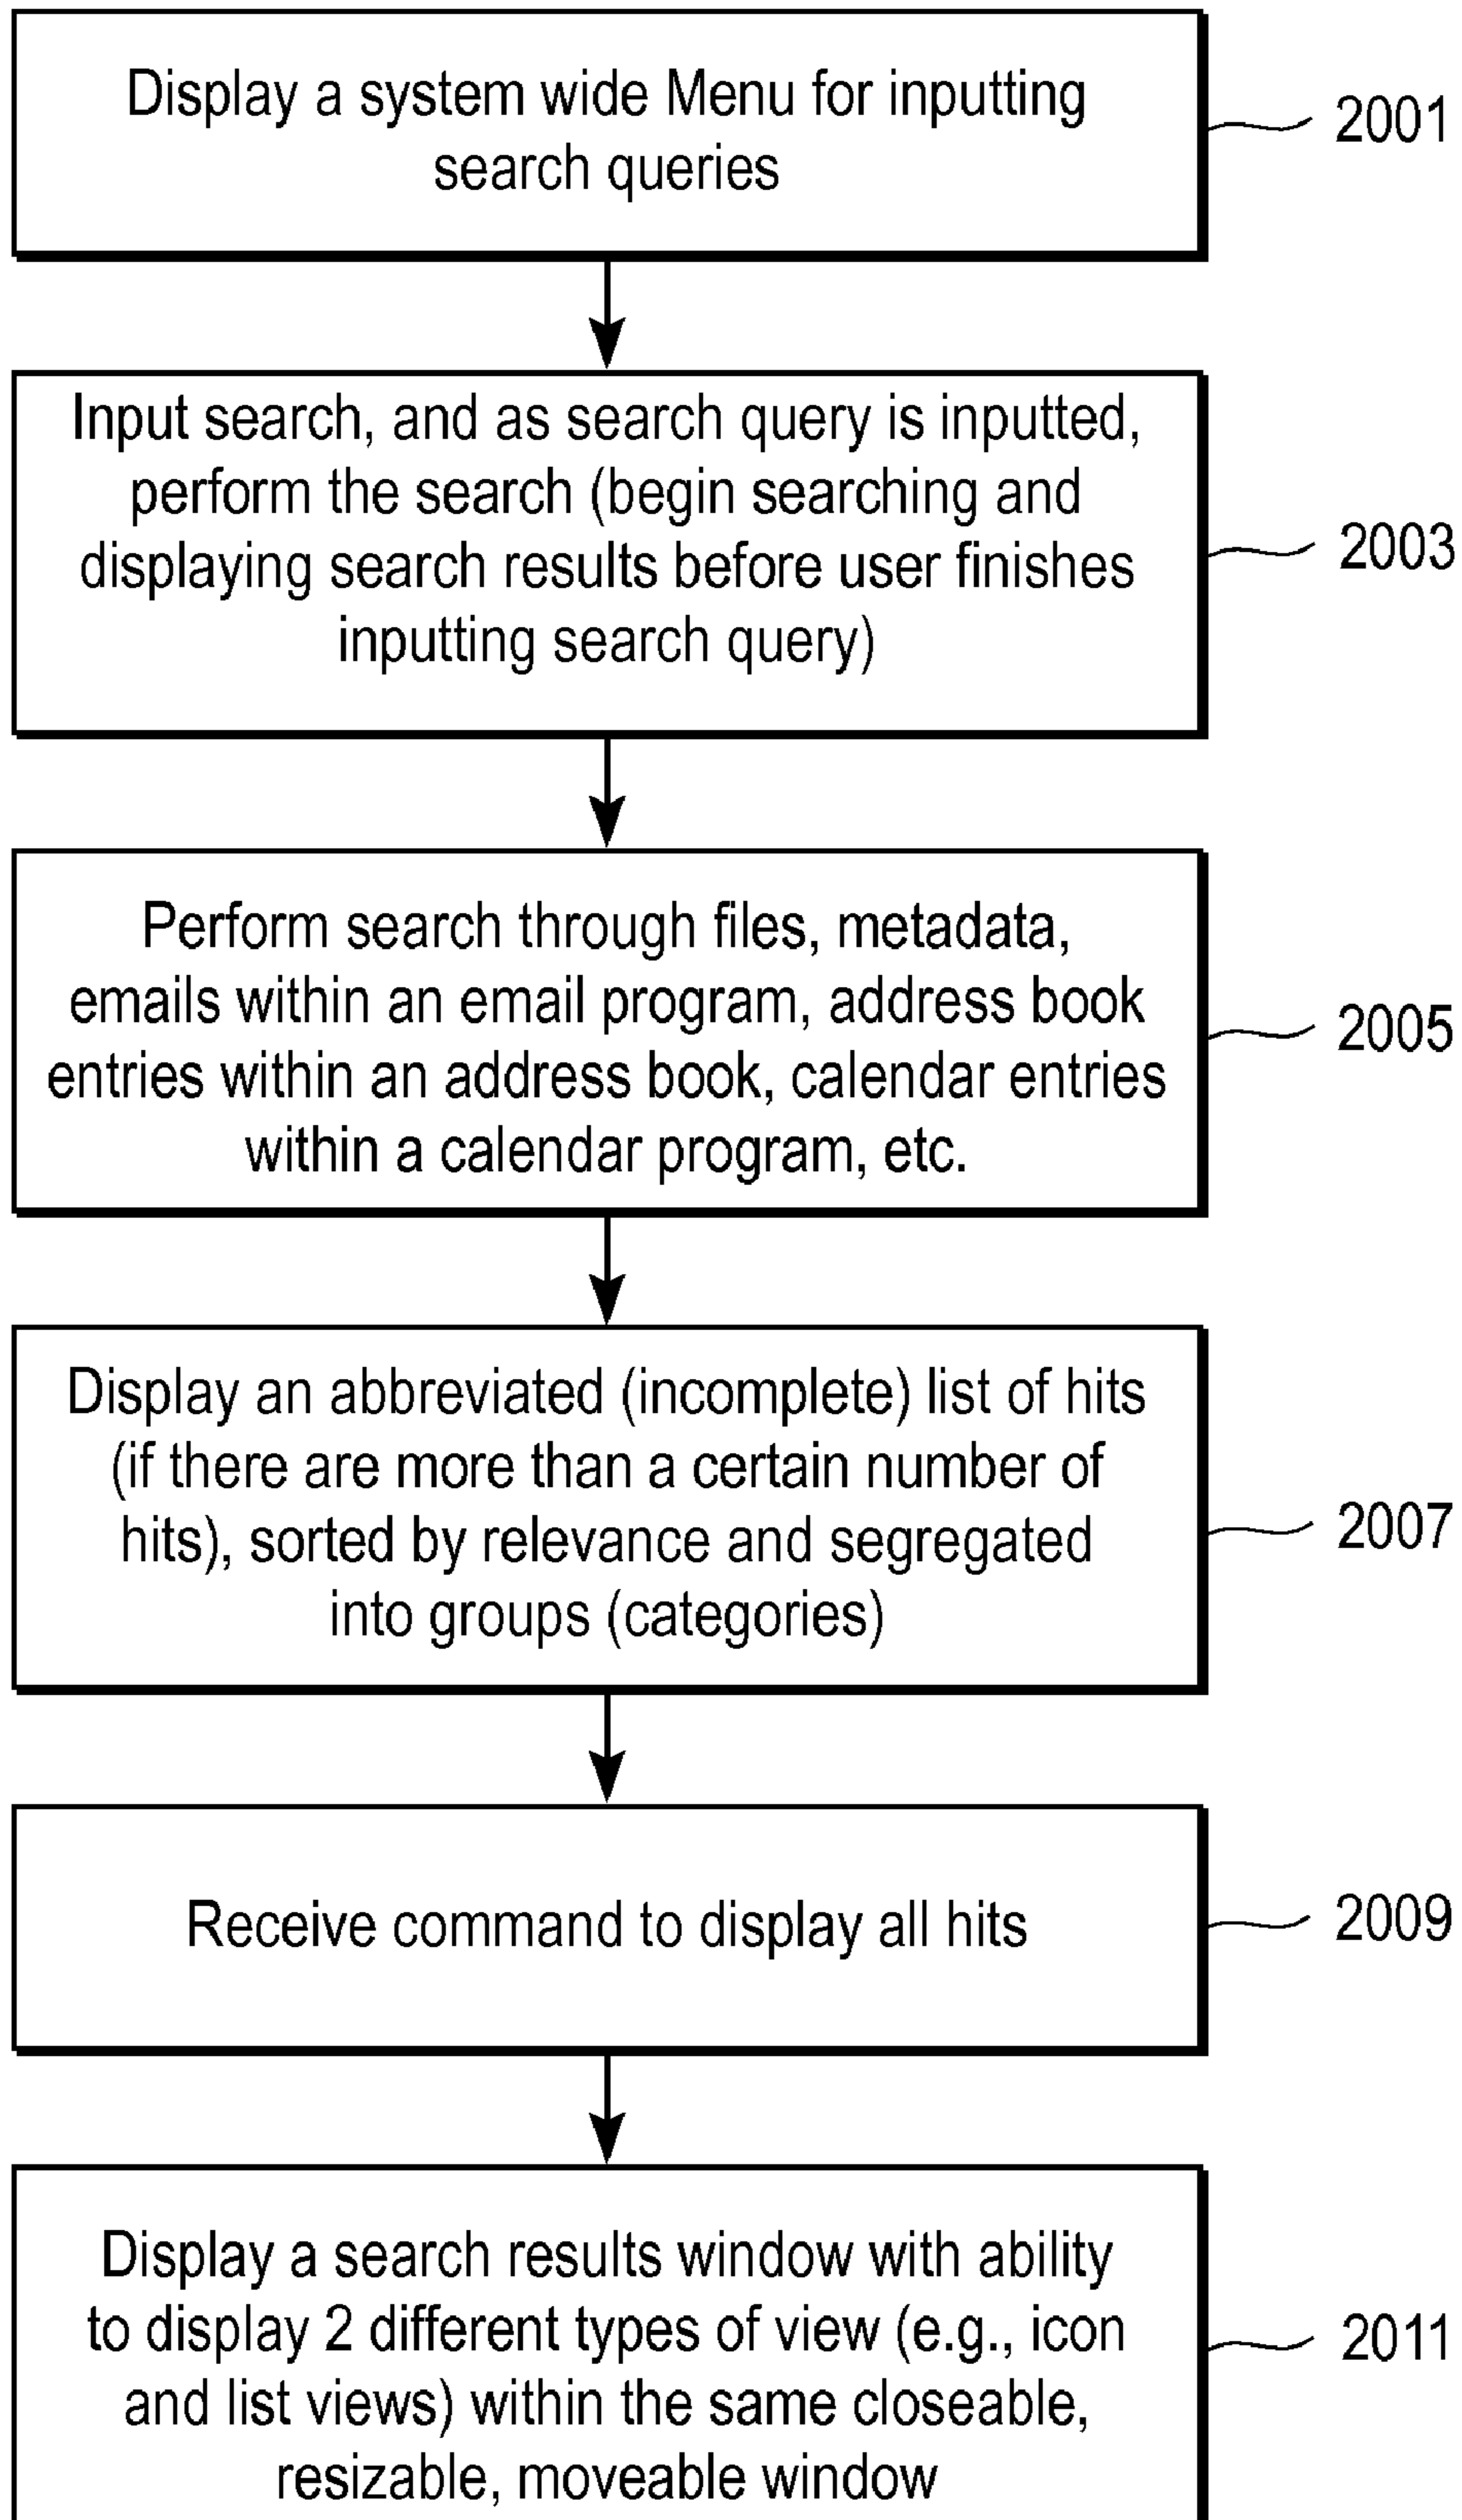 Display a system wide Menu for inputting
search queries
2001
Input search, and as search query is inputted,
perform the search (begin searching and
displaying search results before user finishes
inputting search query)
2003
Perform search through files, metadata,
emails within an email program, address book
entries within an address book, calendar entries
within a calendar program, etc.
2005
Display an abbreviated (incomplete) list of hits
(if there are more than a certain number of
hits), sorted by relevance and segregated
into groups (categories)
2007
Receive command to display all hits
2009
Display a search results window with ability
to display 2 different types of view (e.g., icon
and list views) within the same closeable,
resizable, moveable window
2011